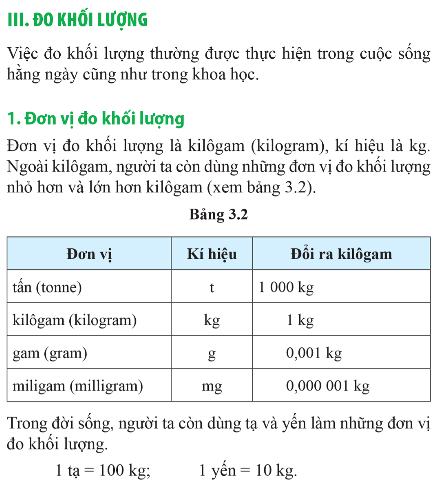 III. ĐO KHỐI LƯỢNG
Việc đo khối lượng thường được thực hiện trong cuộc sống
hằng ngày cũng như trong khoa học.
1. Đơn vị đo khối lượng
Đơn vị đo khối lượng là kilôgam (kilogram), kí hiệu là kg.
Ngoài kilôgam, người ta còn dùng những đơn vị đo khối lượng
nhỏ hơn và lớn hơn kilôgam (xem bảng 3.2).
Bảng 3.2
Đơn vị Kí hiệu Đổi ra kilôgam
tấn (tonne) t 1 000 kg
kilôgam (kilogram) kg 1 kg
gam (gram) g 0,001 kg
miligam (milligram) mg 0,000 001 kg
Trong đời sống, người ta còn dùng tạ và yến làm những đơn vị
đo khối lượng.
1 tạ = 100 kg; 1 yến = 10 kg.